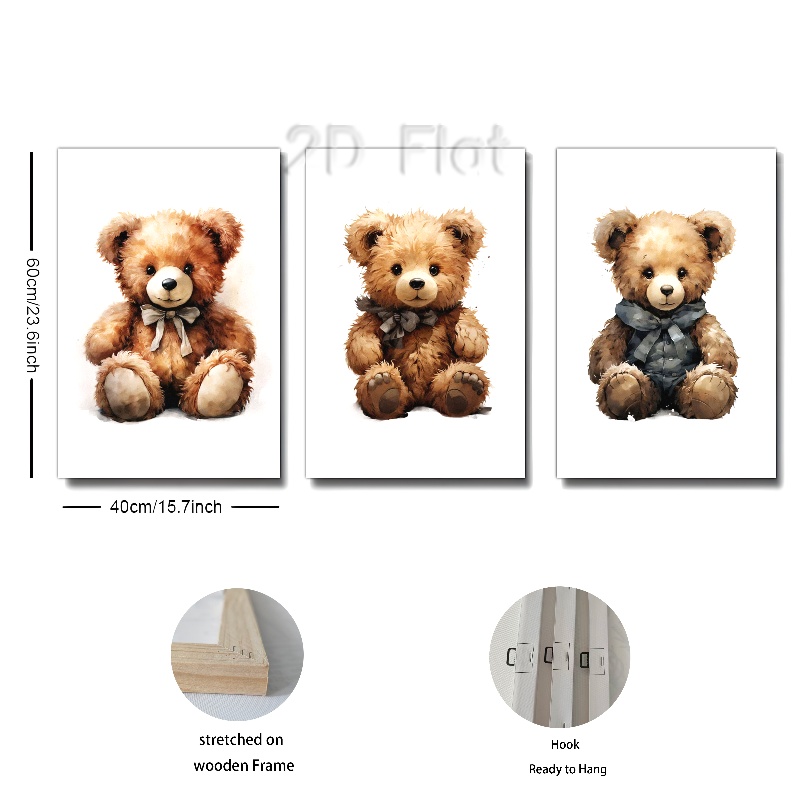 2D Flat
60cm/23.6inch
40cm/15.7inch
stretched on
wooden Frame
Hook
Ready to Hang